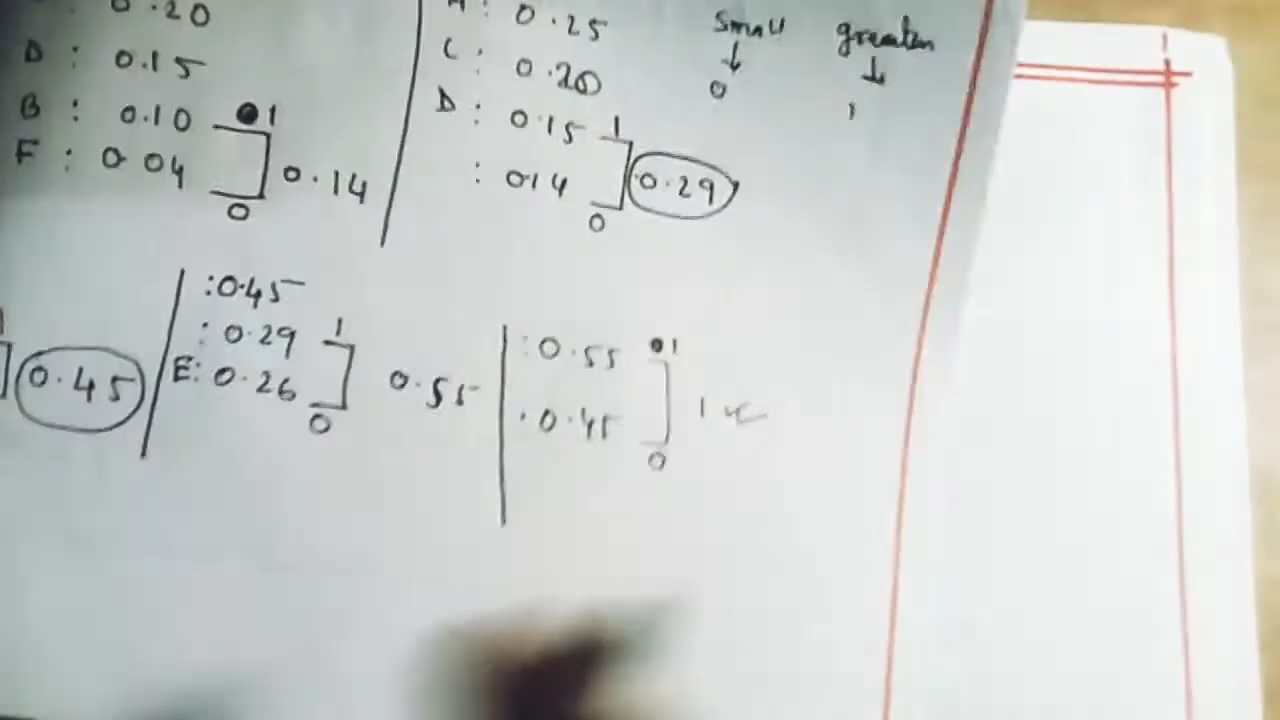 0.20
D : 0.15
B : 0.10 1
F : 0.04 0.14
0
A : 0.25
C : 0.20
D : 0.15 1
: 0.14 0.29
0
small greater
↓ ↓
0 1
1
0.45
: 0.45
: 0.29 1
E: 0.26 0.55
0
: 0.55 1
: 0.45 1
0